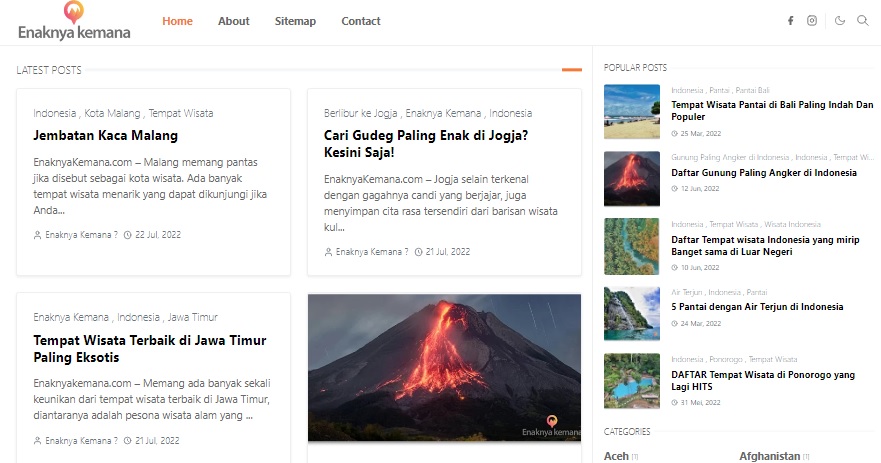 Enaknya kemana
Home
About
Sitemap
Contact
LATEST POSTS
Indonesia , Kota Malang , Tempat Wisata
Jembatan Kaca Malang
EnaknyaKemana.com – Malang memang pantas
jika disebut sebagai kota wisata. Ada banyak
tempat wisata menarik yang dapat dikunjungi jika
Anda...
Enaknya Kemana ? 22 Jul, 2022
Berlibur ke Jogja , Enaknya Kemana , Indonesia
Cari Gudeg Paling Enak di Jogja?
Kesini Saja!
EnaknyaKemana.com – Jogja selain terkenal
dengan gagahnya candi yang berjajar, juga
menyimpan cita rasa tersendiri dari barisan wisata
kul...
Enaknya Kemana ? 21 Jul, 2022
Enaknya Kemana , Indonesia , Jawa Timur
Tempat Wisata Terbaik di Jawa Timur
Paling Eksotis
Enaknyakemana.com – Memang ada banyak sekali
keunikan dari tempat wisata terbaik di Jawa Timur,
diantaranya adalah pesona wisata alam yang ...
Enaknya Kemana ? 21 Jul, 2022
Enaknya kemana
POPULAR POSTS
Indonesia , Pantai , Pantai Bali
Tempat Wisata Pantai di Bali Paling Indah Dan
Populer
25 Mar, 2022
Gunung Paling Angker di Indonesia , Indonesia , Tempat Wi...
Daftar Gunung Paling Angker di Indonesia
12 Jun, 2022
Indonesia , Tempat Wisata , Wisata Indonesia
Daftar Tempat wisata Indonesia yang mirip
Banget sama di Luar Negeri
10 Jun, 2022
Air Terjun , Indonesia , Pantai
5 Pantai dengan Air Terjun di Indonesia
24 Mar, 2022
Indonesia , Ponorogo , Tempat Wisata
DAFTAR Tempat Wisata di Ponorogo yang
Lagi HITS
31 Mei, 2022
CATEGORIES
Aceh [1]
Afghanistan [1]